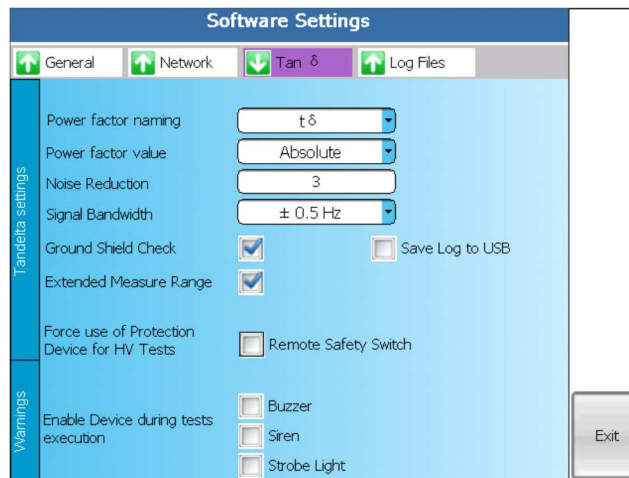 Software Settings
General Network Tan δ Log Files
Tandelta settings
Power factor naming tδ
Power factor value Absolute
Noise Reduction 3
Signal Bandwidth ± 0.5 Hz
Ground Shield Check Save Log to USB
Extended Measure Range
Force use of Protection
Device for HV Tests
Remote Safety Switch
Warnings
Enable Device during tests
execution
Buzzer
Siren
Strobe Light
Exit